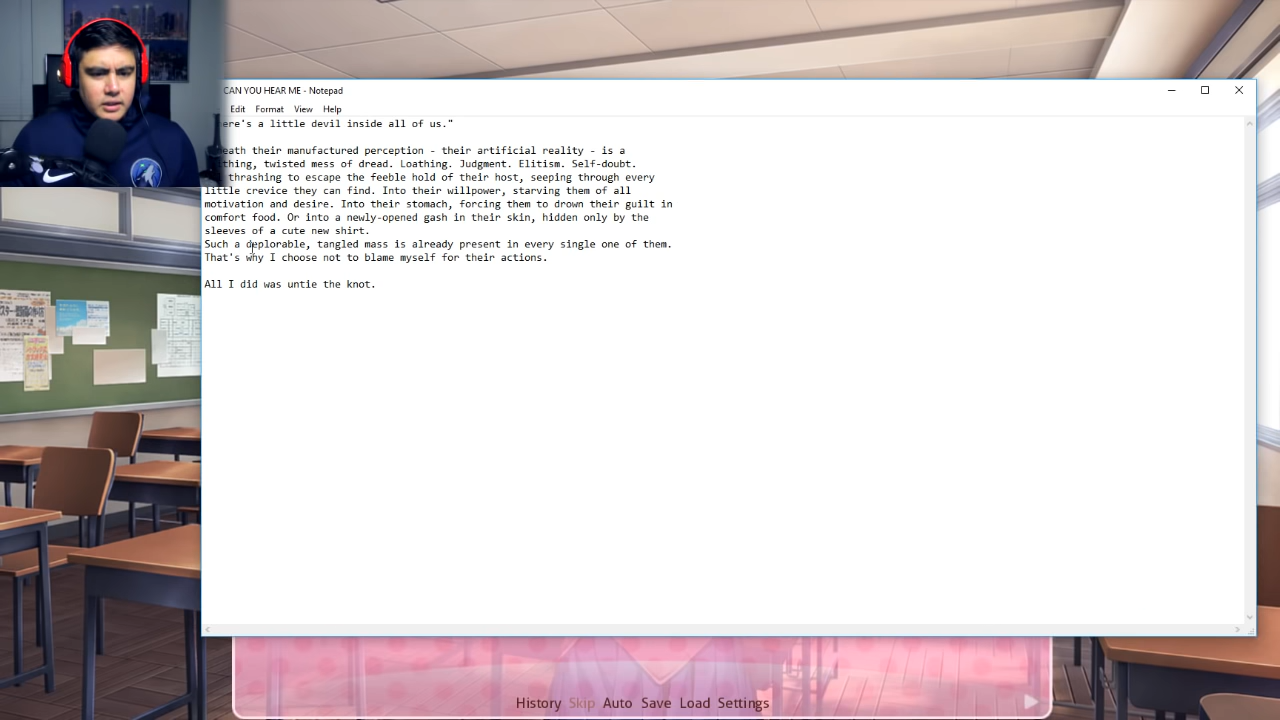 CAN YOU HEAR ME - Notepad
Edit Format View Help
little devil inside all of us."
their manufactured perception - their artificial reality - is a
twisted mess of dread. Loathing. Judgment. Elitism. Self-doubt.
thrashing to escape the feeble hold of their host, seeping through every
little crevice they can find. Into their willpower, starving them of all
motivation and desire. Into their stomach, forcing them to drown their guilt in
comfort food. Or into a newly-opened gash in their skin, hidden only by the
sleeves of a cute new shirt.
Such a deplorable, tangled mass is already present in every single one of them.
That's why I choose not to blame myself for their actions.
All I did was untie the knot.
History Skip Auto Save Load Settings